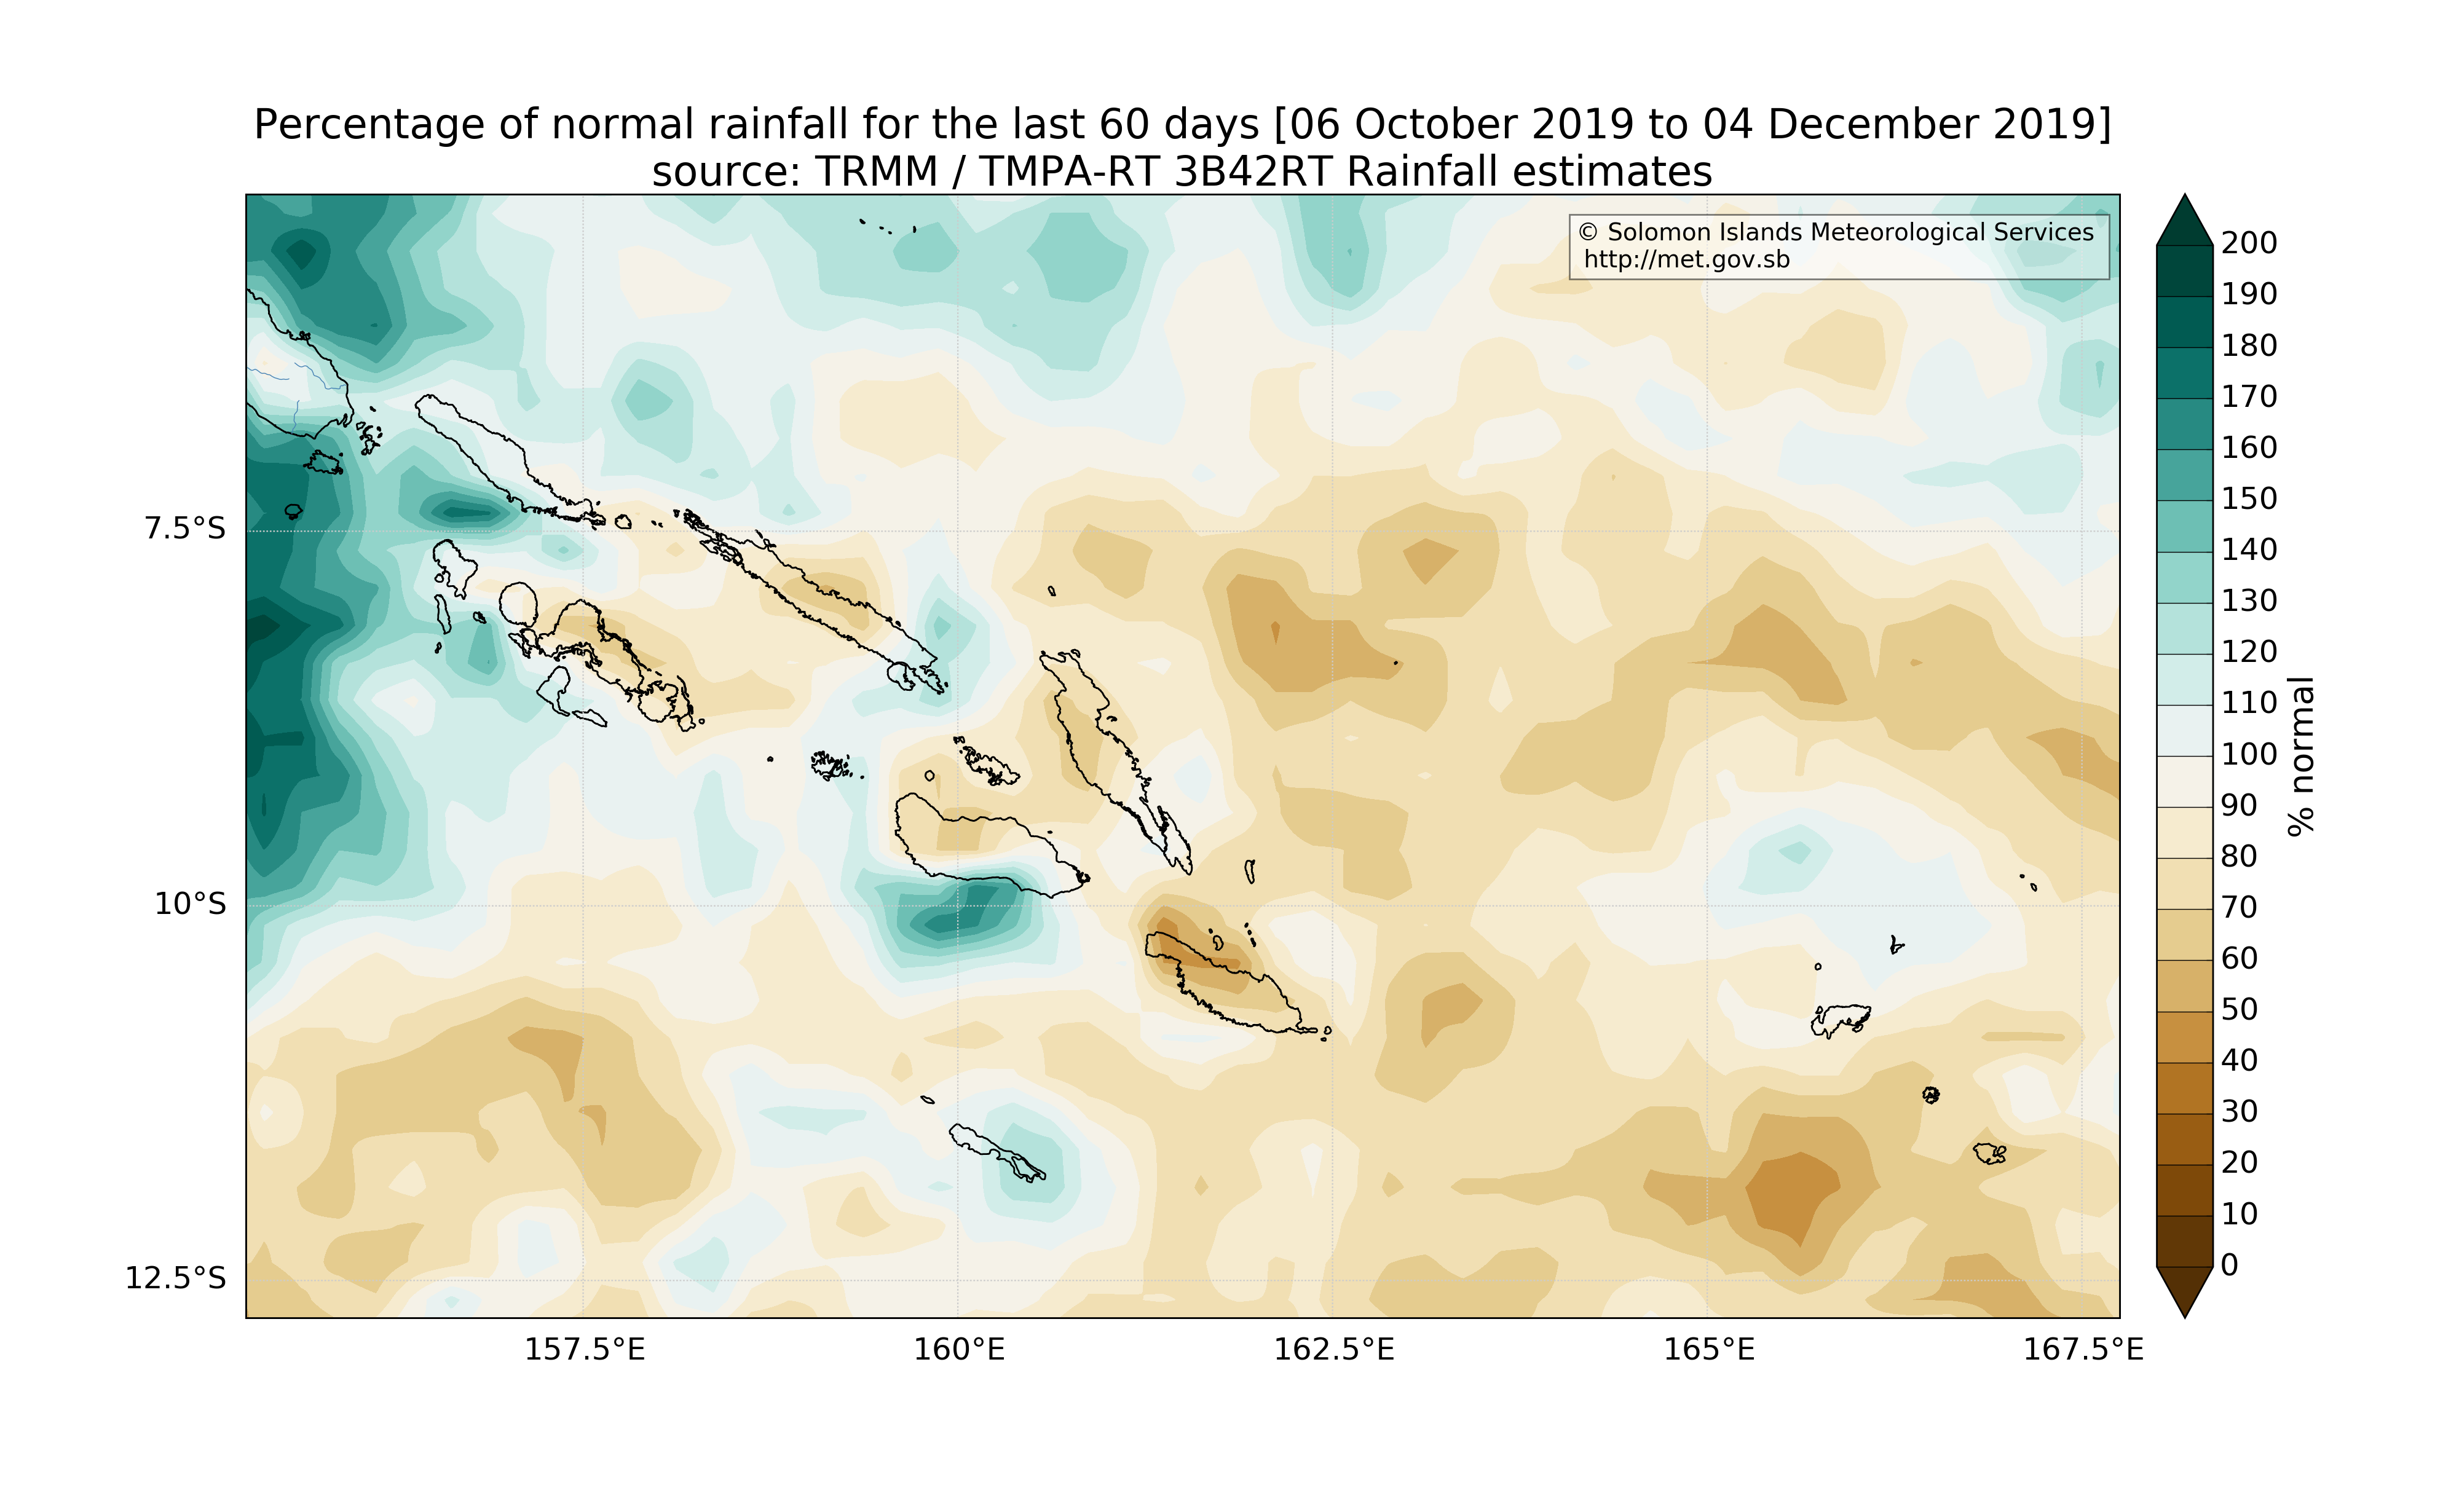 Percentage of normal rainfall for the last 60 days [06 October 2019 to 04 December 2019]
source: TRMM / TMPA-RT 3B42RT Rainfall estimates
© Solomon Islands Meteorological Services
http://met.gov.sb
7.5°S
10°S
12.5°S
157.5°E
160°E
162.5°E
165°E
167.5°E
200
190
180
170
160
150
140
130
120
110
100
90
80
70
60
50
40
30
20
10
0
% normal